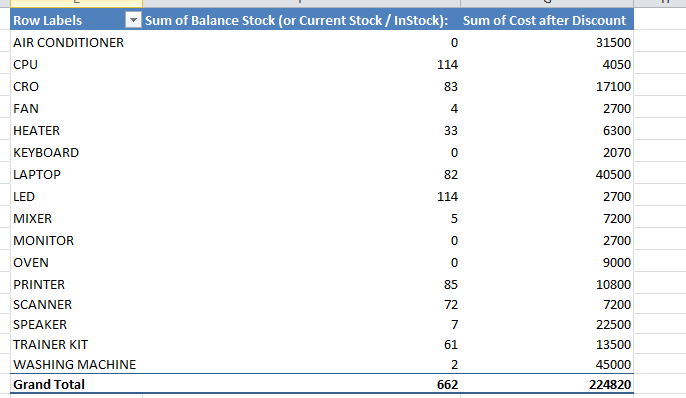 Row Labels Sum of Balance Stock (or Current Stock / InStock): Sum of Cost after Discount
AIR CONDITIONER 0 31500
CPU 114 4050
CRO 83 17100
FAN 4 2700
HEATER 33 6300
KEYBOARD 0 2070
LAPTOP 82 40500
LED 114 2700
MIXER 5 7200
MONITOR 0 2700
OVEN 0 9000
PRINTER 85 10800
SCANNER 72 7200
SPEAKER 7 22500
TRAINER KIT 61 13500
WASHING MACHINE 2 45000
Grand Total 662 224820